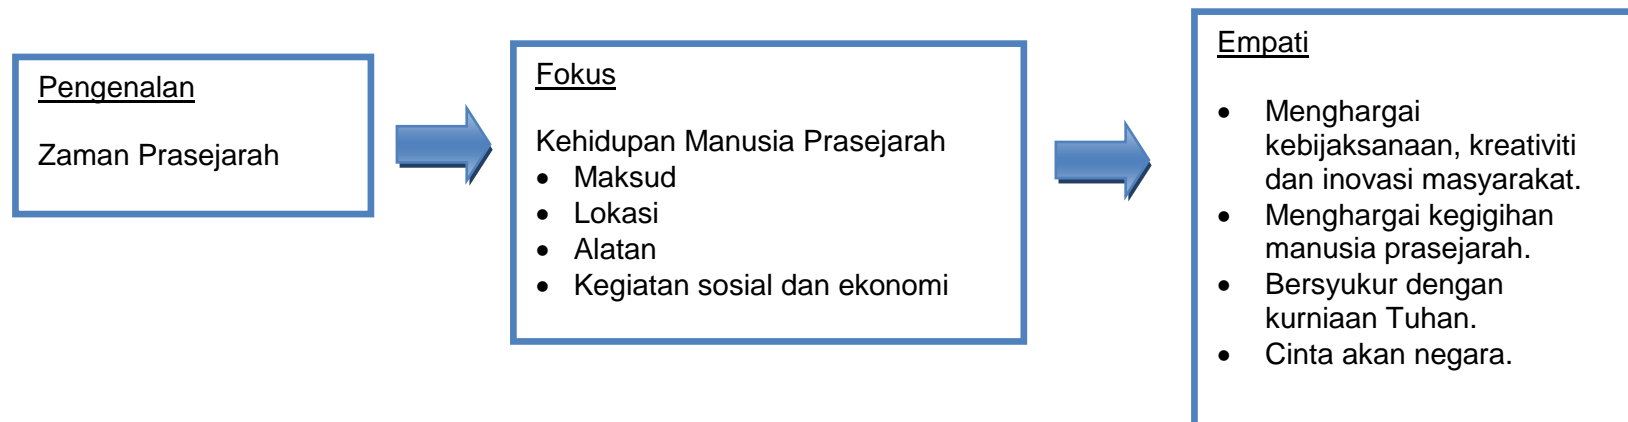 Pengenalan
Zaman Prasejarah
Fokus
Kehidupan Manusia Prasejarah
• Maksud
• Lokasi
• Alatan
• Kegiatan sosial dan ekonomi
Empati
• Menghargai
kebijaksanaan, kreativiti
dan inovasi masyarakat.
• Menghargai kegigihan
manusia prasejarah.
• Bersyukur dengan
kurniaan Tuhan.
• Cinta akan negara.